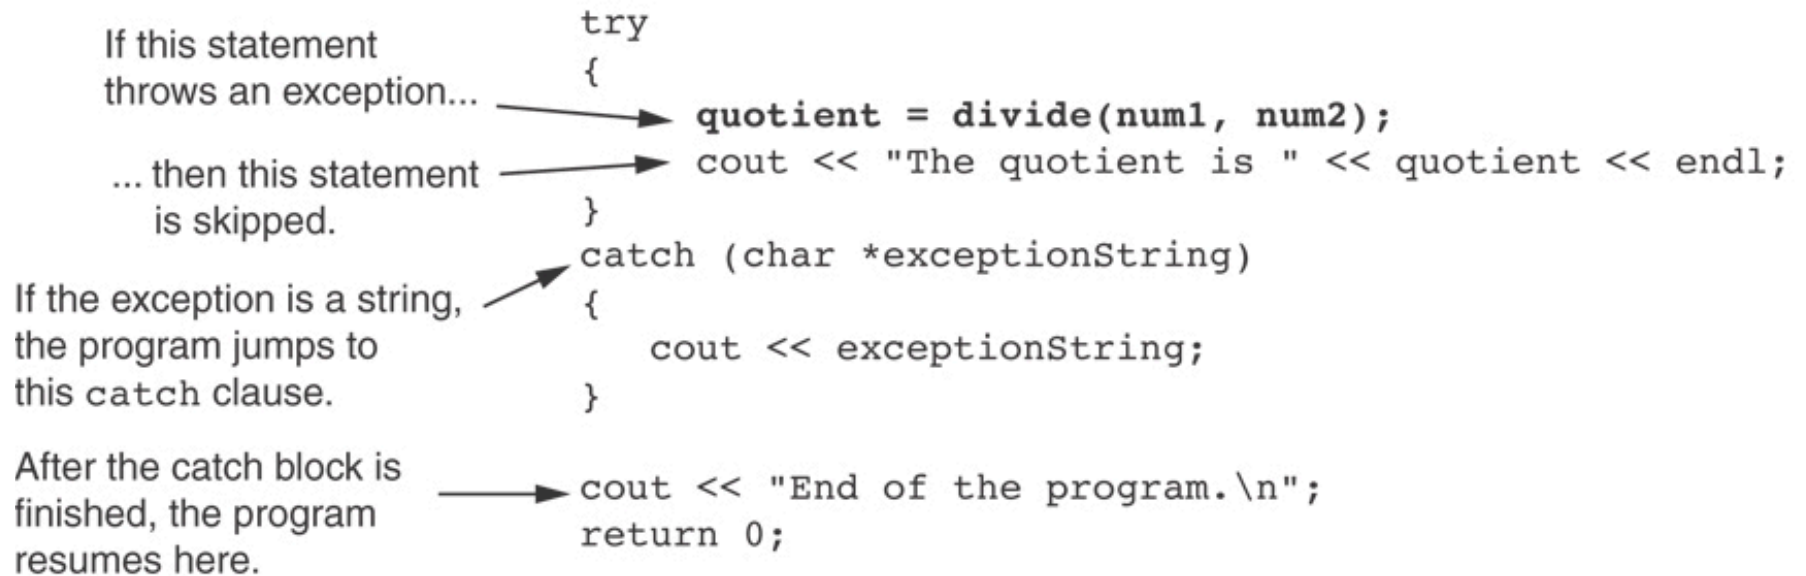 If this statement
throws an exception...
... then this statement
is skipped.
If the exception is a string,
the program jumps to
this catch clause.
After the catch block is
finished, the program
resumes here.
try
{
quotient = divide(num1, num2);
cout << "The quotient is " << quotient << endl;
}
catch (char *exceptionString)
{
cout << exceptionString;
}
cout << "End of the program.\n";
return 0;